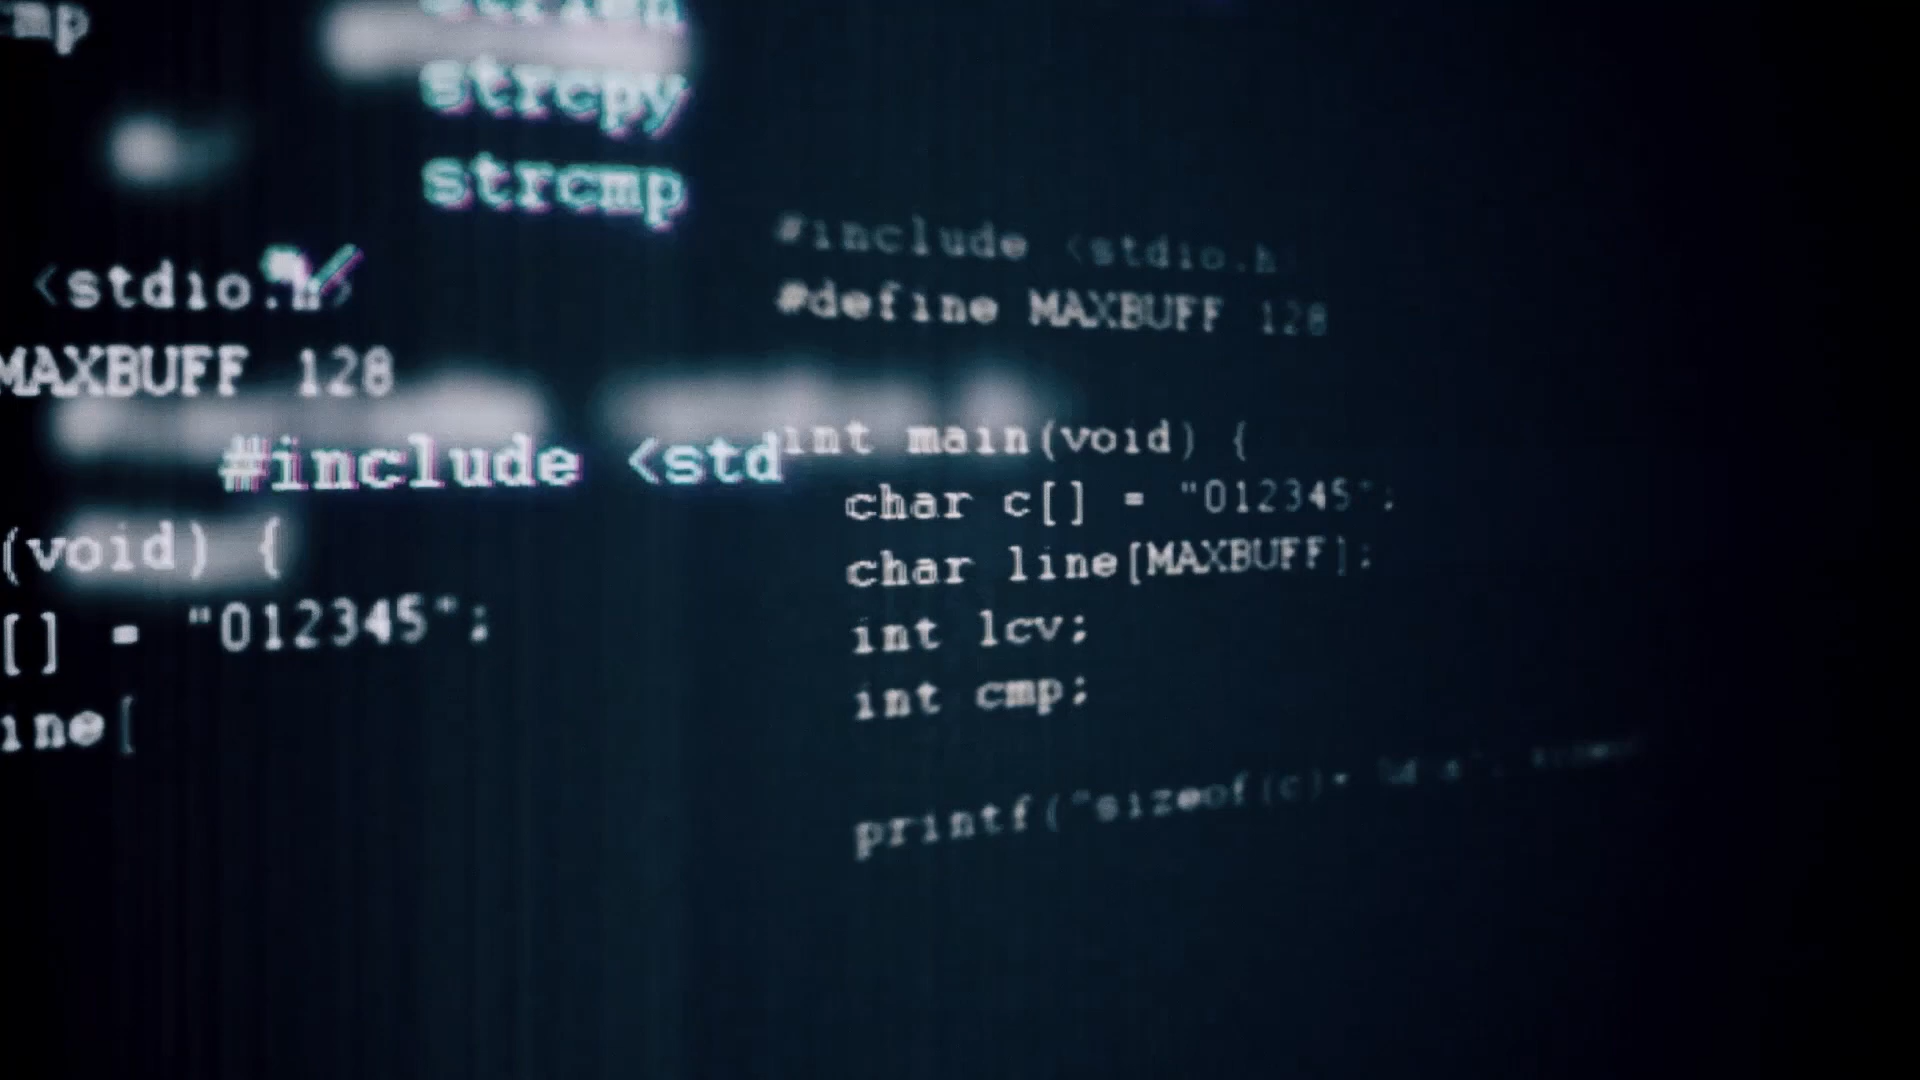 mp
strcpy
strcmp
<stdio.h>
MAXBUFF 128
#include <std
(void) {
[] = "012345";
ine[
#include <stdio.h
#define MAXBUFF 128
int main(void) {
char c[] = "012345";
char line[MAXBUFF];
int lcv;
int cmp;
printf("sizeof(c)=